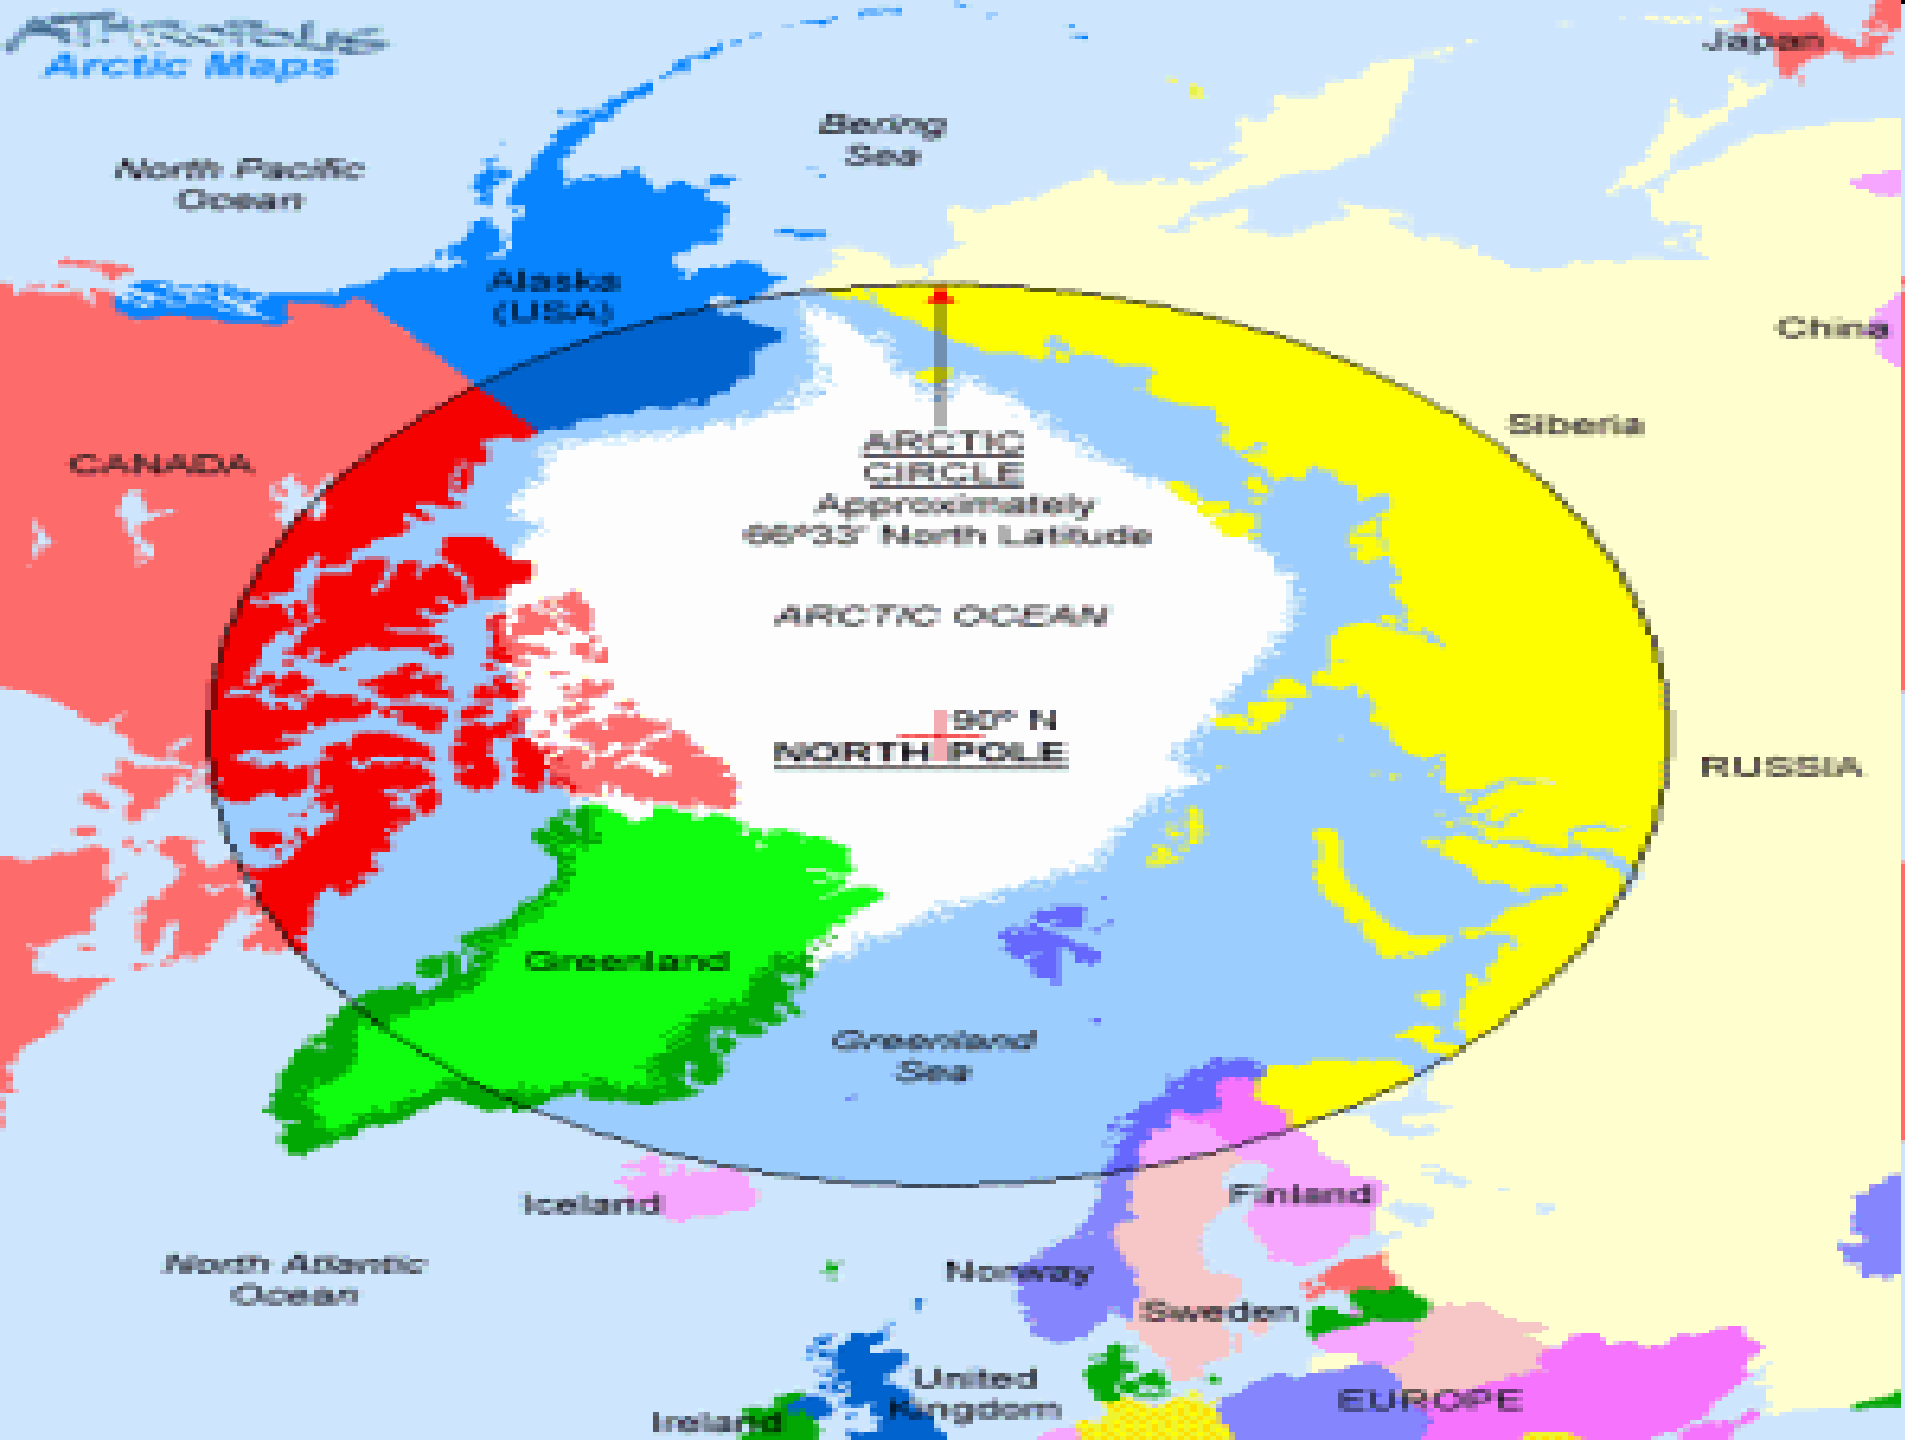 ATHROPOLIS
Arctic Maps
Japan
Bering
Sea
North Pacific
Ocean
Alaska
(USA)
China
Siberia
CANADA
ARCTIC
CIRCLE
Approximately
66°33' North Latitude
ARCTIC OCEAN
90° N
NORTH POLE
RUSSIA
Greenland
Greenland
Sea
Iceland
Finland
North Atlantic
Ocean
Norway
Sweden
United
Kingdom
EUROPE
Ireland